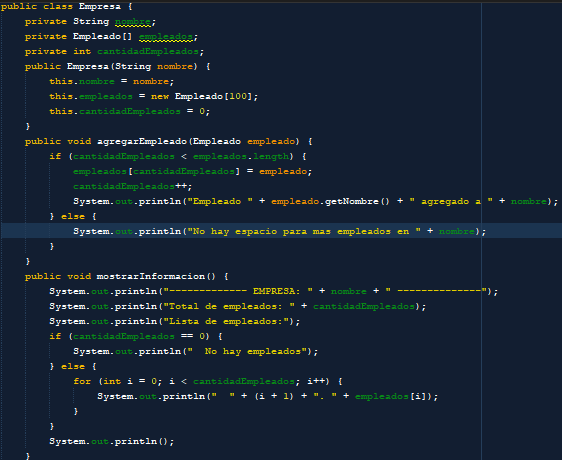 public class Empresa {
    private String nombre;
    private Empleado[] empleados;
    private int cantidadEmpleados;
    public Empresa(String nombre) {
        this.nombre = nombre;
        this.empleados = new Empleado[100];
        this.cantidadEmpleados = 0;
    }
    public void agregarEmpleado(Empleado empleado) {
        if (cantidadEmpleados < empleados.length) {
            empleados[cantidadEmpleados] = empleado;
            cantidadEmpleados++;
            System.out.println("Empleado " + empleado.getNombre() + " agregado a " + nombre);
        } else {
            System.out.println("No hay espacio para mas empleados en " + nombre);
        }
    }
    public void mostrarInformacion() {
        System.out.println("------------- EMPRESA: " + nombre + " --------------");
        System.out.println("Total de empleados: " + cantidadEmpleados);
        System.out.println("Lista de empleados:");
        if (cantidadEmpleados == 0) {
            System.out.println("  No hay empleados");
        } else {
            for (int i = 0; i < cantidadEmpleados; i++) {
                System.out.println("  " + (i + 1) + ". " + empleados[i]);
            }
        }
        System.out.println();
    }